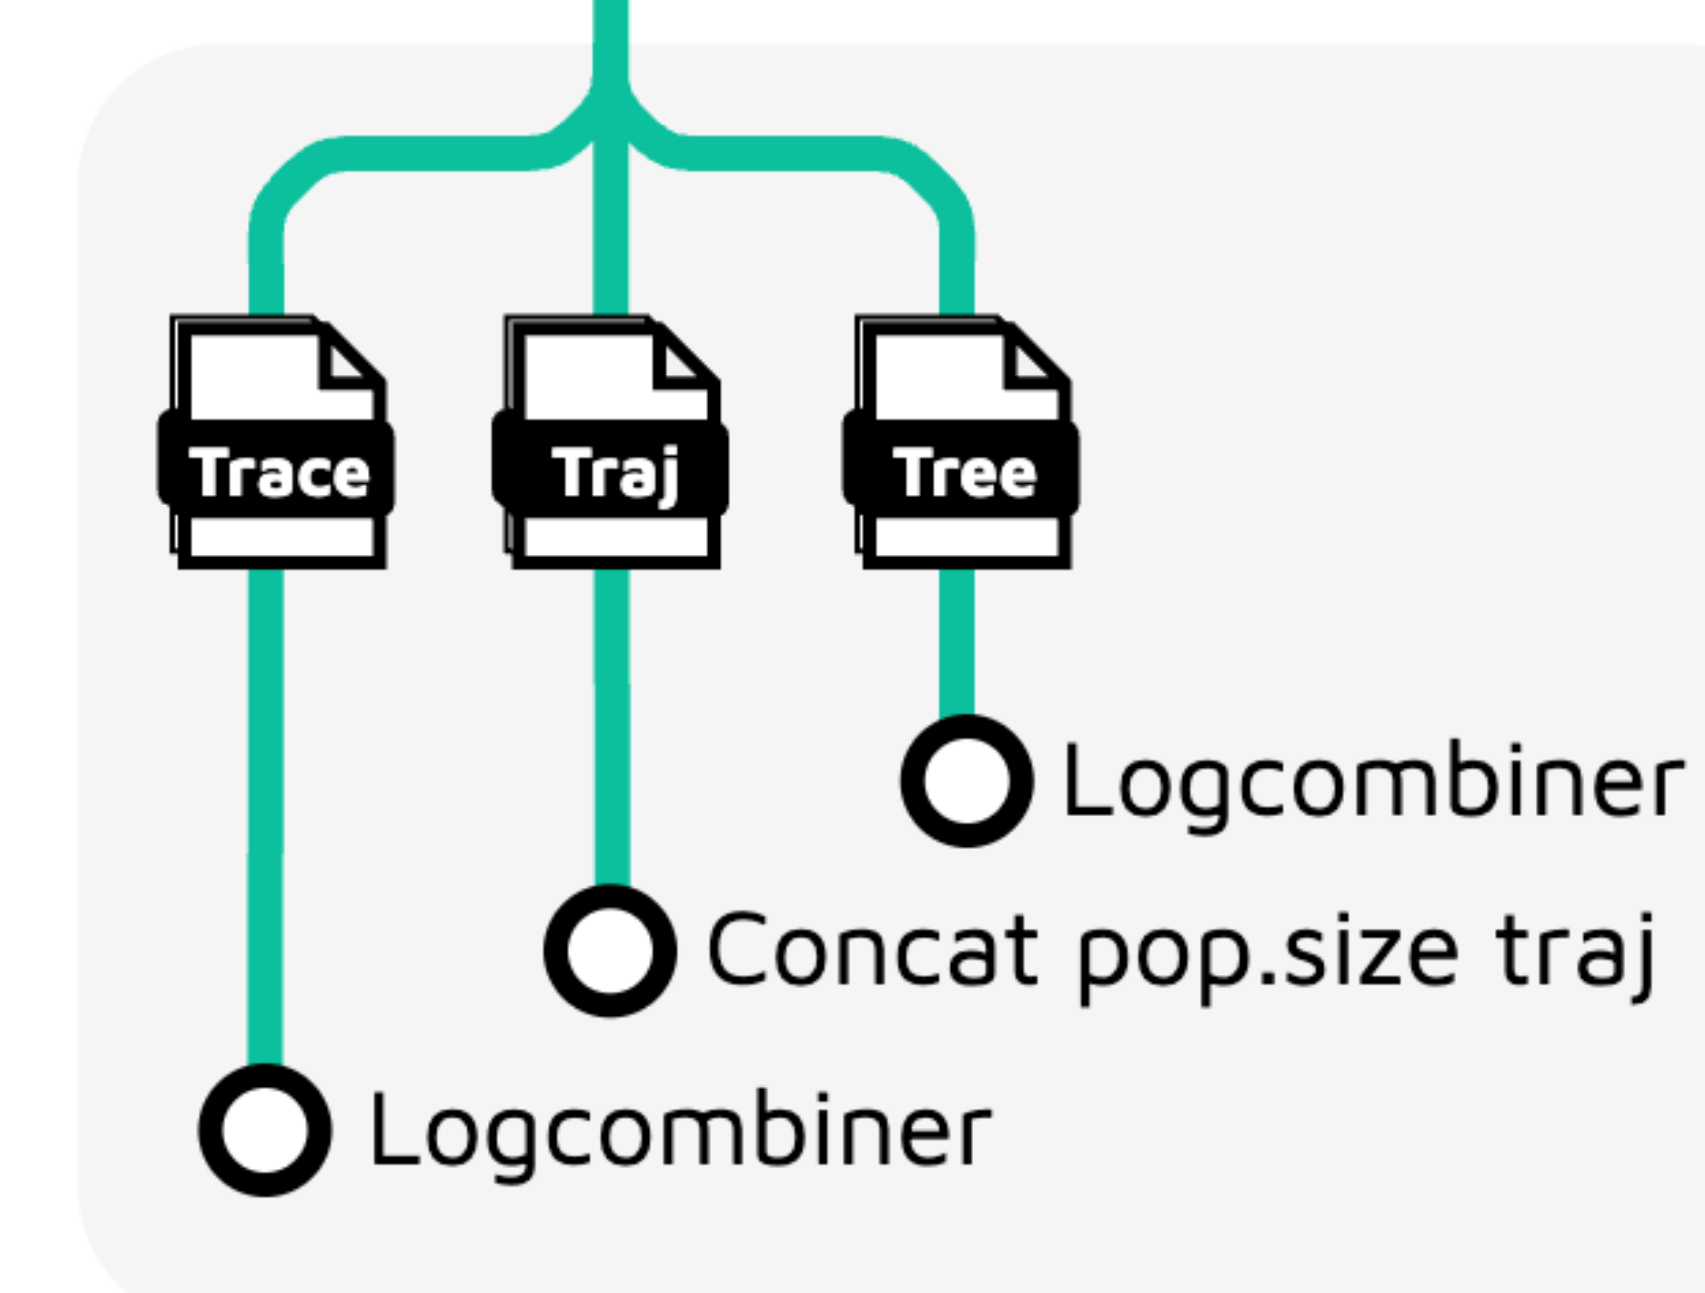 Trace
Traj
Tree
Logcombiner
Concat pop.size traj
Logcombiner